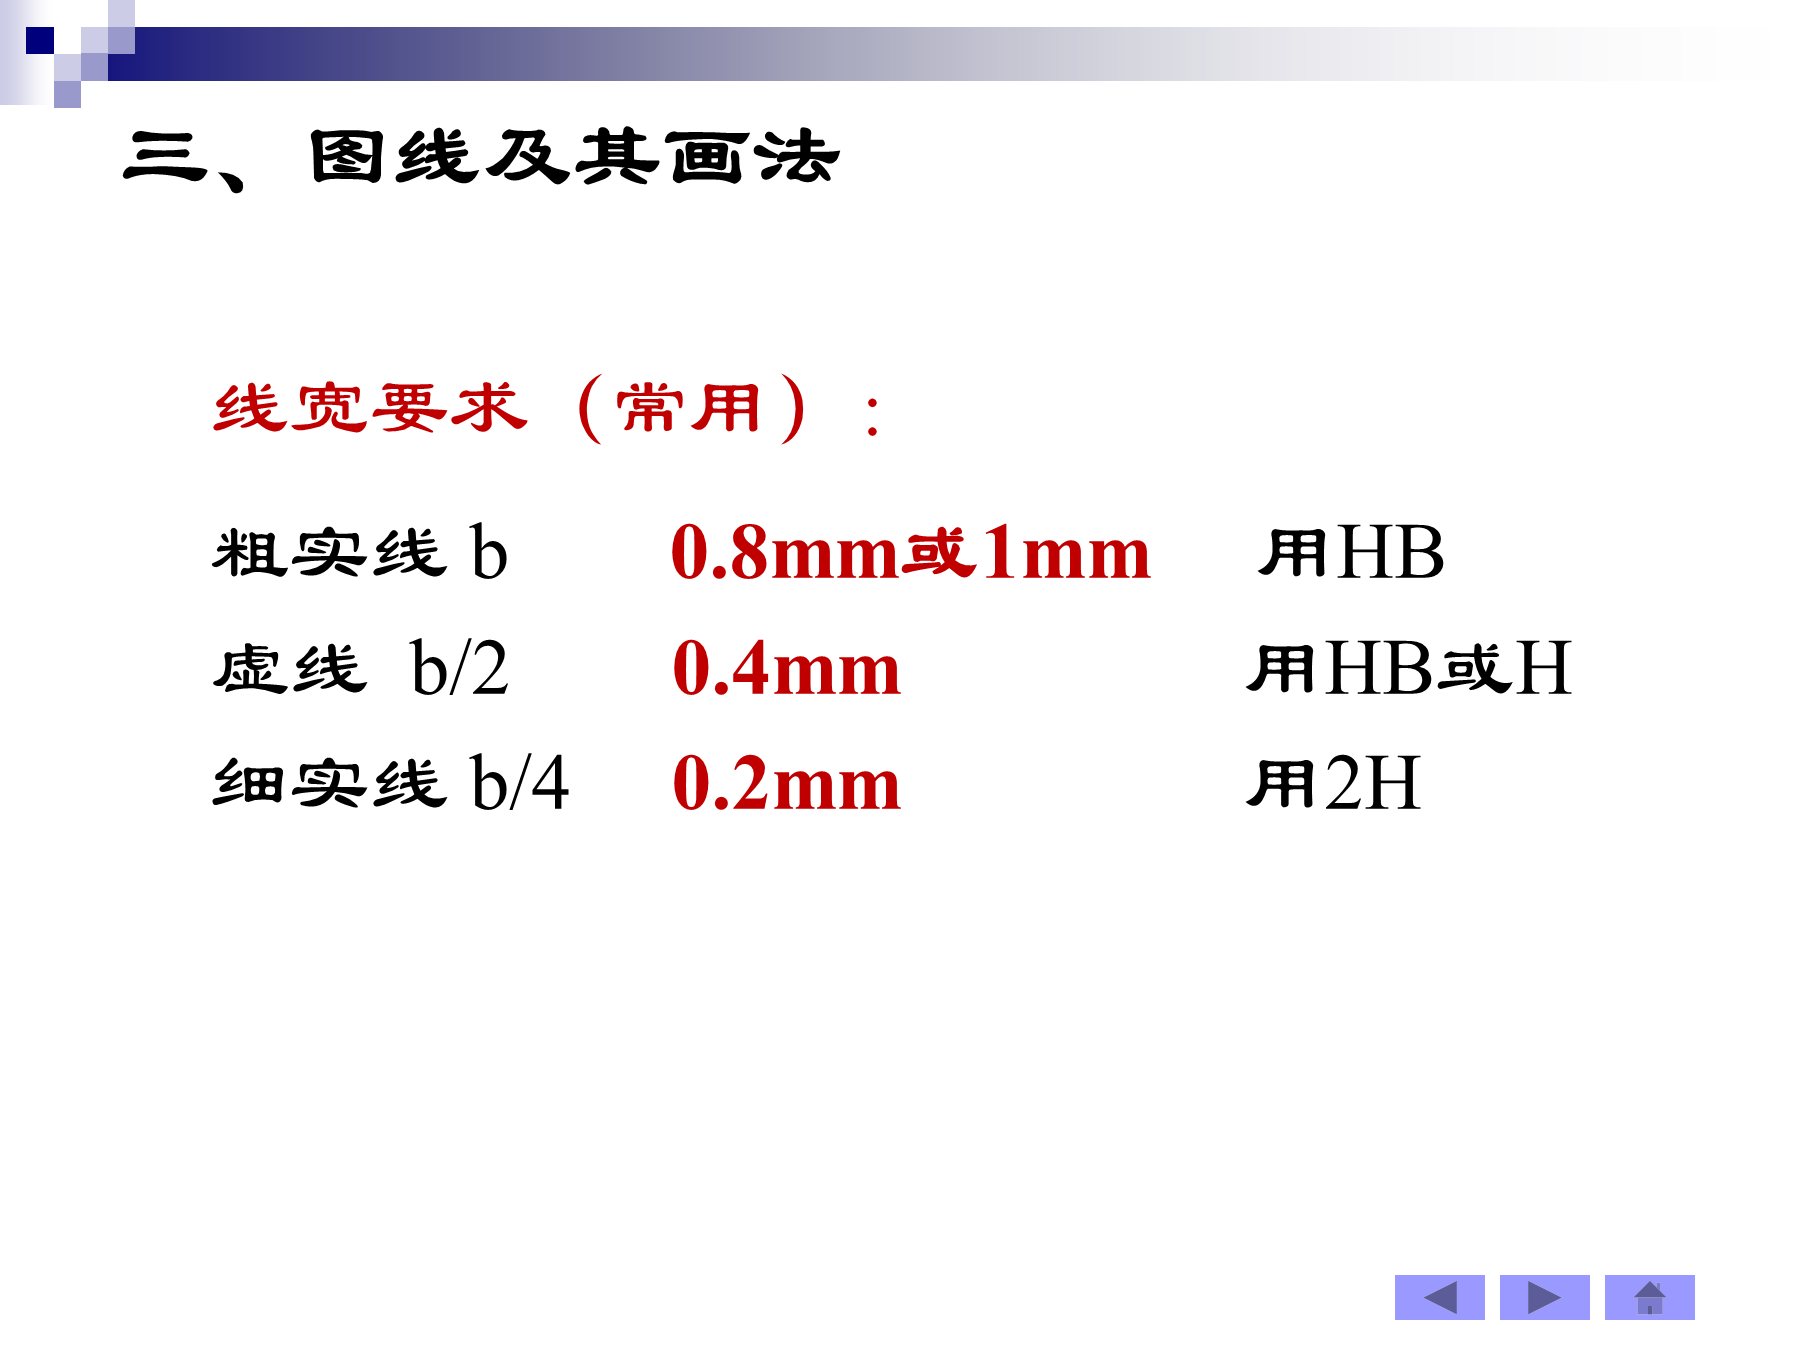 三、图线及其画法
线宽要求（常用）:
粗实线 b 0.8mm或1mm 用HB
虚线 b/2 0.4mm 用HB或H
细实线 b/4 0.2mm 用2H